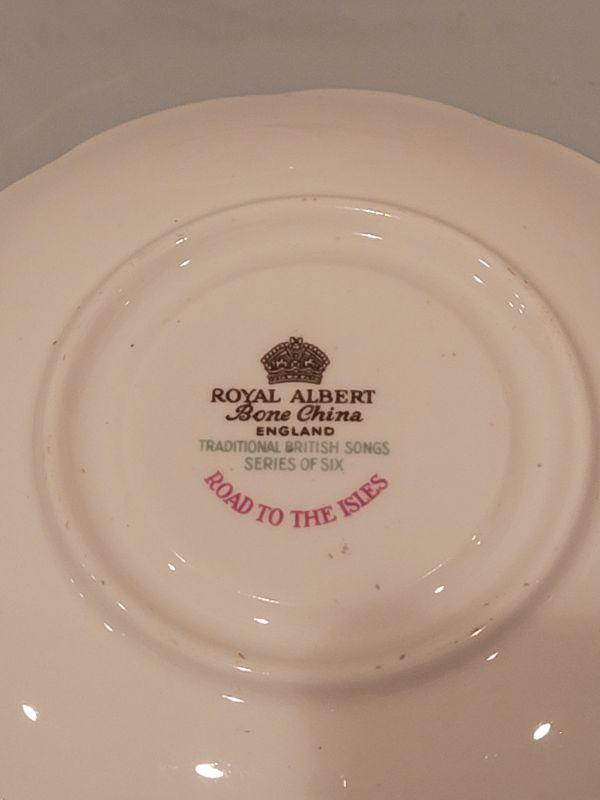 ROYAL ALBERT
Bone China
ENGLAND
TRADITIONAL BRITISH SONGS
SERIES OF SIX
ROAD TO THE ISLES